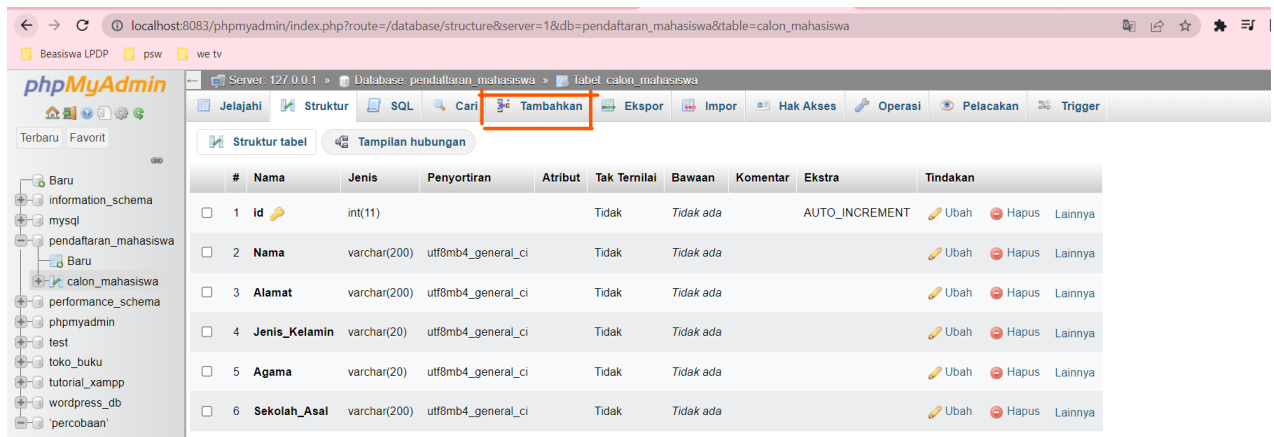 localhost:8083/phpmyadmin/index.php?route=/database/structure&server=1&db=pendaftaran_mahasiswa&table=calon_mahasiswa
Beasiswa LPDP psw we tv
phpMyAdmin
Terbaru Favorit
Baru
information_schema
mysql
pendaftaran_mahasiswa
Baru
calon_mahasiswa
performance_schema
phpmyadmin
test
toko_buku
tutorial_xampp
wordpress_db
'percobaan'
Server: 127.0.0.1 » Database: pendaftaran_mahasiswa » Tabel: calon_mahasiswa
Jelajahi Struktur SQL Cari Tambahkan Ekspor Impor Hak Akses Operasi Pelacakan Trigger
Struktur tabel Tampilan hubungan
# Nama Jenis Penyortiran Atribut Tak Ternilai Bawaan Komentar Ekstra Tindakan
1 id int(11) Tidak Tidak ada AUTO_INCREMENT Ubah Hapus Lainnya
2 Nama varchar(200) utf8mb4_general_ci Tidak Tidak ada Ubah Hapus Lainnya
3 Alamat varchar(200) utf8mb4_general_ci Tidak Tidak ada Ubah Hapus Lainnya
4 Jenis_Kelamin varchar(20) utf8mb4_general_ci Tidak Tidak ada Ubah Hapus Lainnya
5 Agama varchar(20) utf8mb4_general_ci Tidak Tidak ada Ubah Hapus Lainnya
6 Sekolah_Asal varchar(200) utf8mb4_general_ci Tidak Tidak ada Ubah Hapus Lainnya